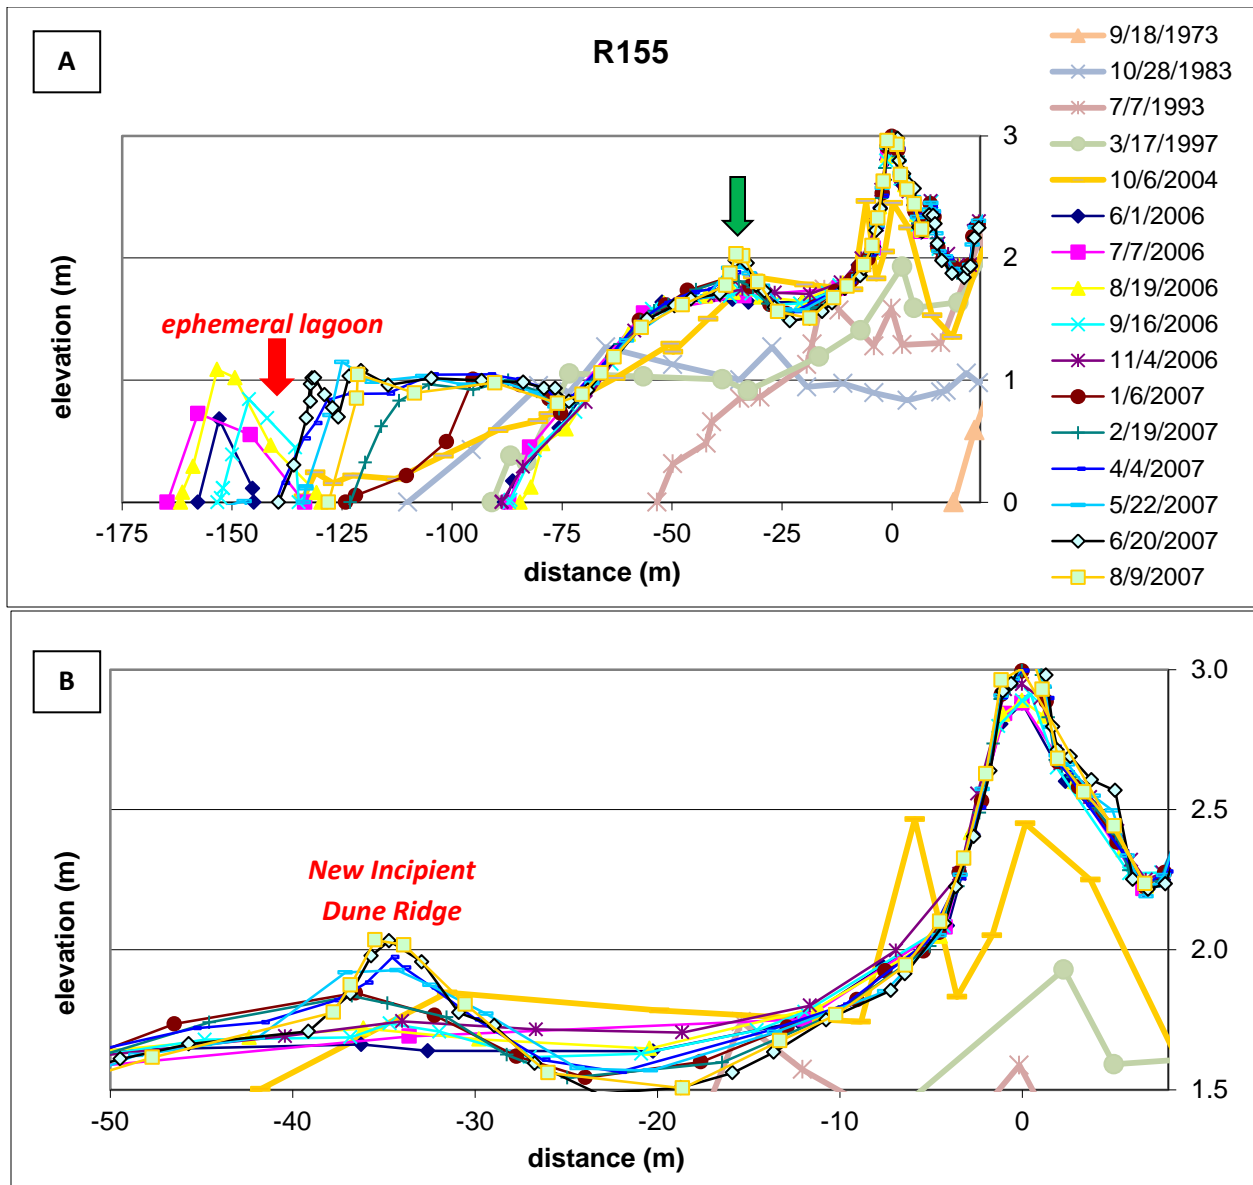 A
R155
9/18/1973
10/28/1983
7/7/1993
3/17/1997
10/6/2004
6/1/2006
7/7/2006
8/19/2006
9/16/2006
11/4/2006
1/6/2007
2/19/2007
4/4/2007
5/22/2007
6/20/2007
8/9/2007
ephemeral lagoon
3
2
1
0
elevation (m)
-175 -150 -125 -100 -75 -50 -25 0
distance (m)
B
New Incipient
Dune Ridge
3.0
2.5
2.0
1.5
elevation (m)
-50 -40 -30 -20 -10 0
distance (m)